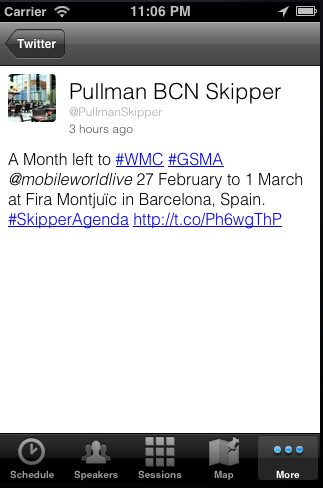 Carrier 11:06 PM
Twitter
Pullman BCN Skipper
@PullmanSkipper
3 hours ago
A Month left to #WMC #GSMA
@mobileworldlive 27 February to 1 March
at Fira Montjuïc in Barcelona, Spain.
#SkipperAgenda http://t.co/Ph6wgThP
Schedule Speakers Sessions Map More